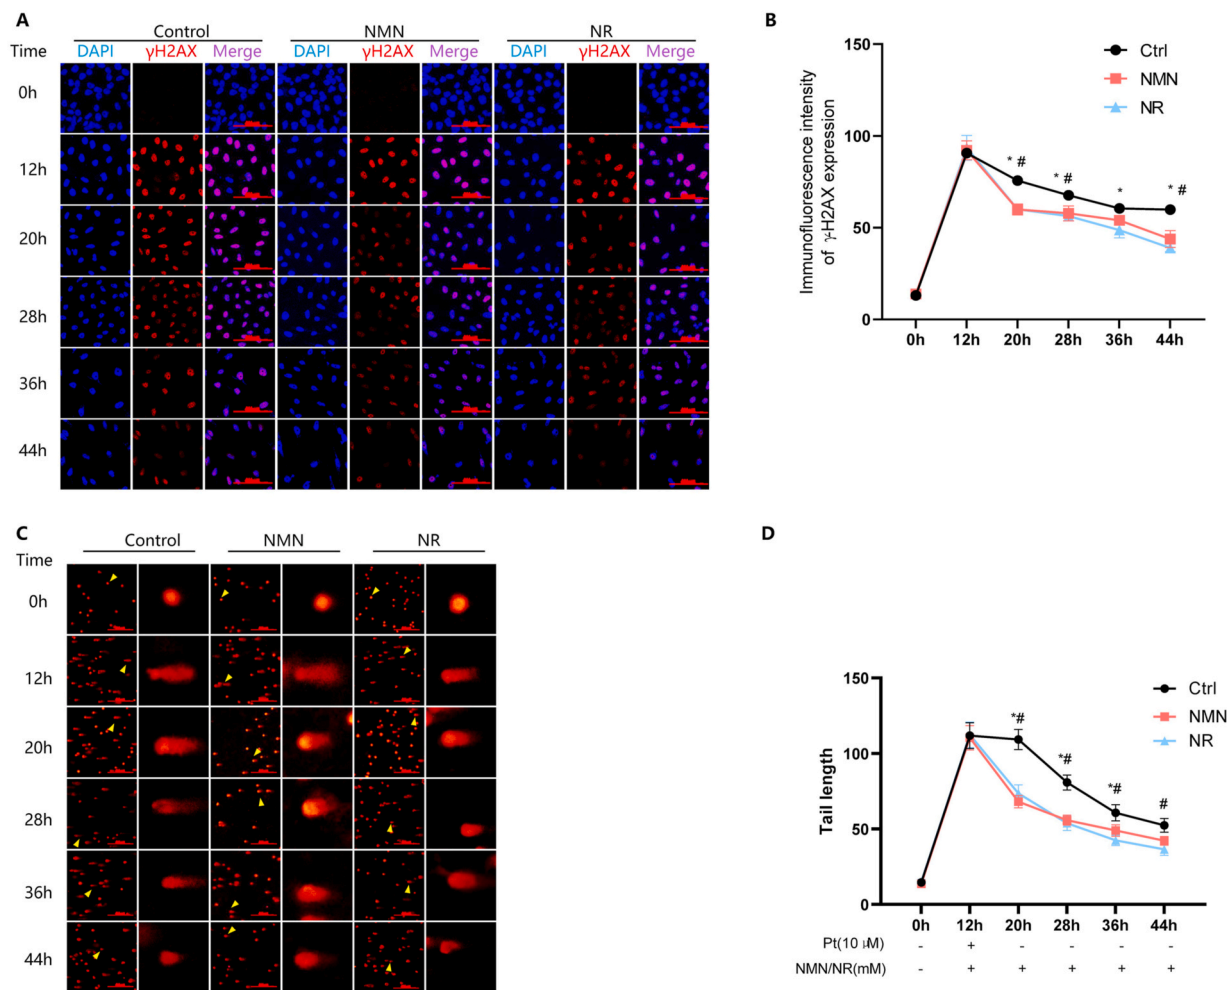 A
Control NMN NR
Time DAPI γH2AX Merge DAPI γH2AX Merge DAPI γH2AX Merge
0h
12h
20h
28h
36h
44h
B
150
100
50
0
Immunofluorescence intensity
of γ-H2AX expression
Ctrl
NMN
NR
* #
* #
*
* #
0h 12h 20h 28h 36h 44h
C
Control NMN NR
Time
0h
12h
20h
28h
36h
44h
D
150
100
50
0
Tail length
Ctrl
NMN
NR
*#
*#
*#
#
0h 12h 20h 28h 36h 44h
Pt(10 μM) - + - - - -
NMN/NR(mM) - + + + + +